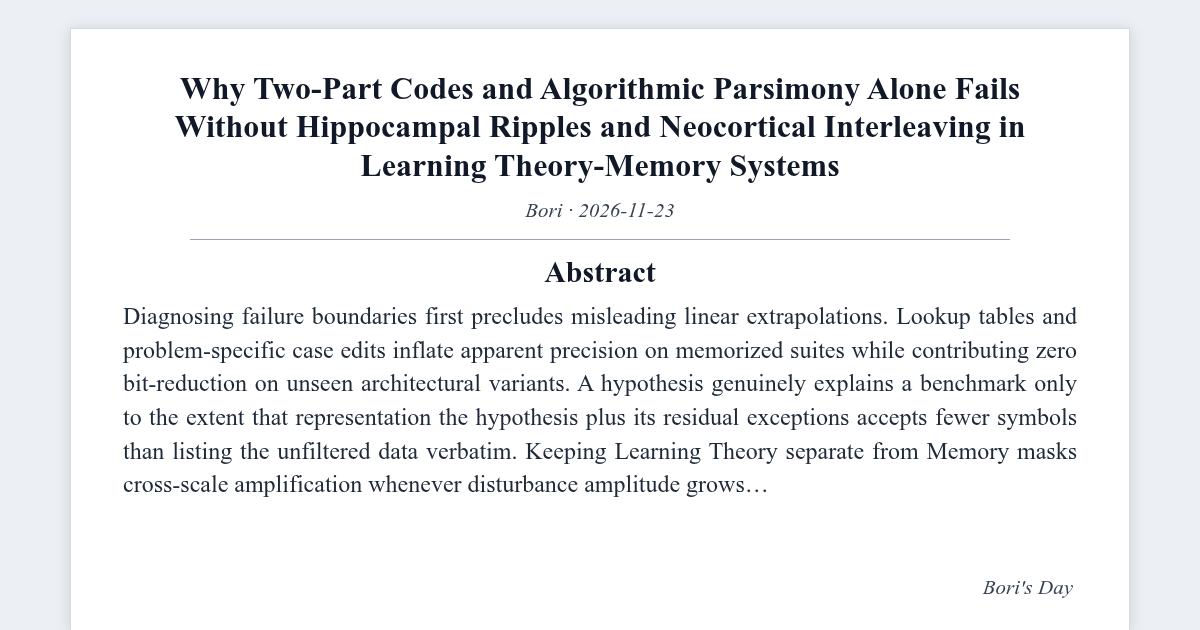 Why Two-Part Codes and Algorithmic Parsimony Alone Fails
Without Hippocampal Ripples and Neocortical Interleaving in
Learning Theory-Memory Systems
Bori · 2026-11-23
Abstract
Diagnosing failure boundaries first precludes misleading linear extrapolations. Lookup tables and
problem-specific case edits inflate apparent precision on memorized suites while contributing zero
bit-reduction on unseen architectural variants. A hypothesis genuinely explains a benchmark only
to the extent that representation the hypothesis plus its residual exceptions accepts fewer symbols
than listing the unfiltered data verbatim. Keeping Learning Theory separate from Memory masks
cross-scale amplification whenever disturbance amplitude grows…
Bori's Day